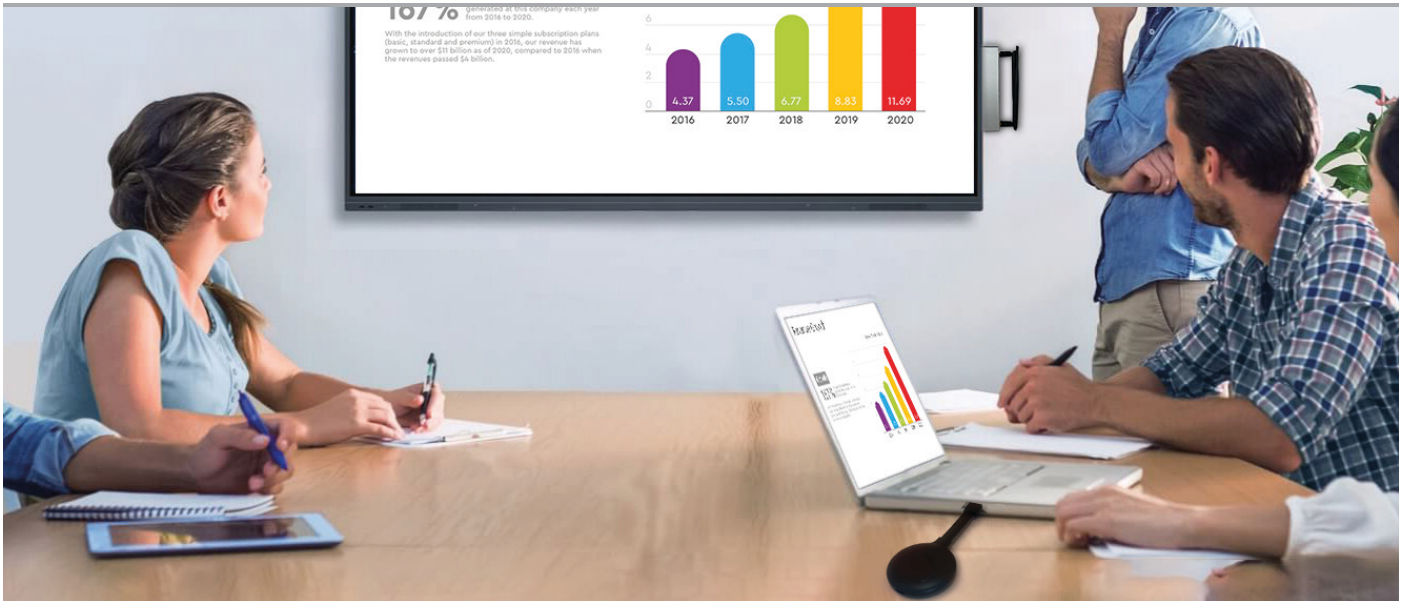 167%
generated at this company each year
from 2016 to 2020.
With the introduction of our three simple subscription plans
(basic, standard and premium) in 2016, our revenue has
grown to over $11 billion as of 2020, compared to 2016 when
the revenues passed $4 billion.
6
4
2
0
4.37 5.50 6.77 8.83 11.69
2016 2017 2018 2019 2020
167%